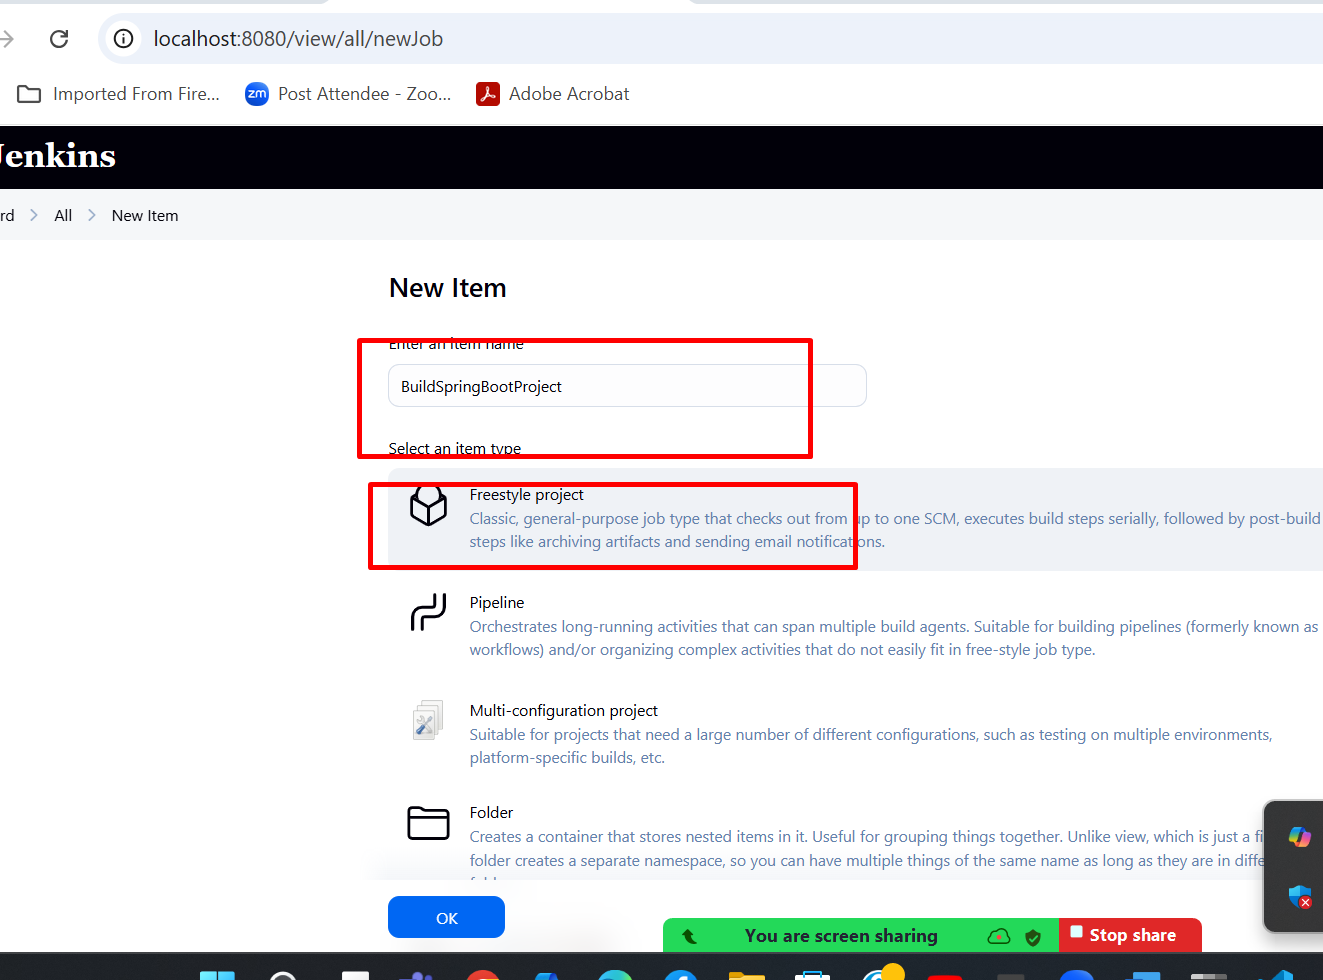 localhost:8080/view/all/newJob
Imported From Fire...
zm
Post Attendee - Zoo...
Adobe Acrobat
Jenkins
rd > All > New Item
New Item
Enter an item name
BuildSpringBootProject
Select an item type
Freestyle project
Classic, general-purpose job type that checks out from up to one SCM, executes build steps serially, followed by post-build
steps like archiving artifacts and sending email notifications.
Pipeline
Orchestrates long-running activities that can span multiple build agents. Suitable for building pipelines (formerly known as
workflows) and/or organizing complex activities that do not easily fit in free-style job type.
Multi-configuration project
Suitable for projects that need a large number of different configurations, such as testing on multiple environments,
platform-specific builds, etc.
Folder
Creates a container that stores nested items in it. Useful for grouping things together. Unlike view, which is just a fi
folder creates a separate namespace, so you can have multiple things of the same name as long as they are in diffe
OK
You are screen sharing
Stop share